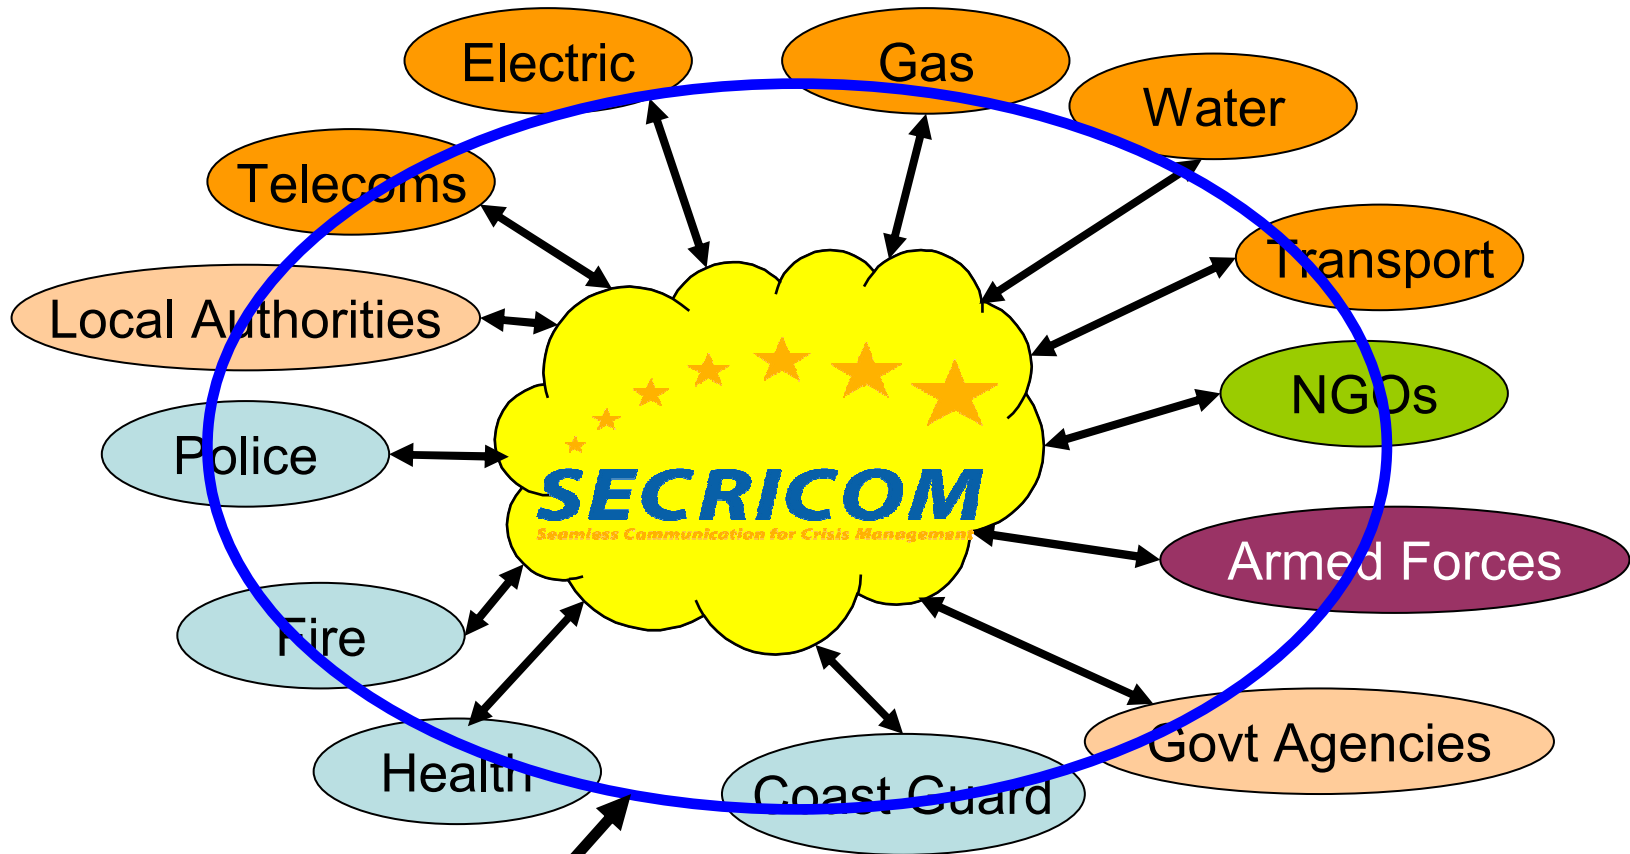 Electric
Gas
Water
Telecoms
Transport
Local Authorities
NGOs
Police
SECRICOM
Seamless Communication for Crisis Management
Armed Forces
Fire
Govt Agencies
Health
Coast Guard